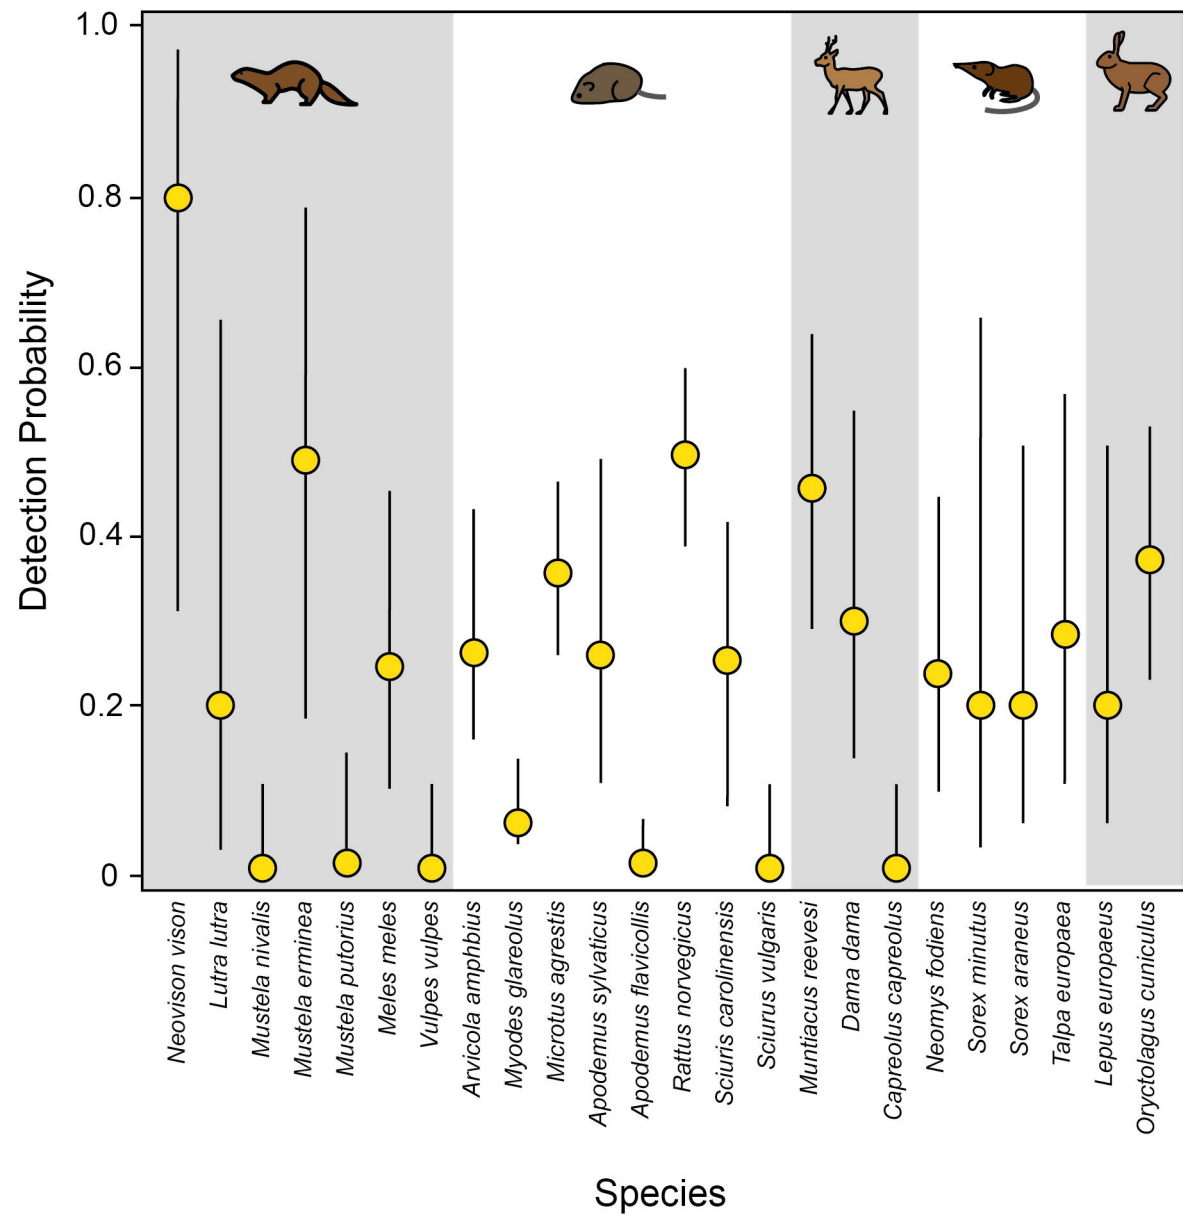 1.0
0.8
0.6
0.4
0.2
0
Detection Probability
Neovison vison
Lutra lutra
Mustela nivalis
Mustela erminea
Mustela putorius
Meles meles
Vulpes vulpes
Arvicola amphbius
Myodes glareolus
Microtus agrestis
Apodemus sylvaticus
Apodemus flavicollis
Rattus norvegicus
Sciuris carolinensis
Sciurus vulgaris
Muntiacus reevesi
Dama dama
Capreolus capreolus
Neomys fodiens
Sorex minutus
Sorex araneus
Talpa europaea
Lepus europaeus
Oryctolagus cuniculus
Species